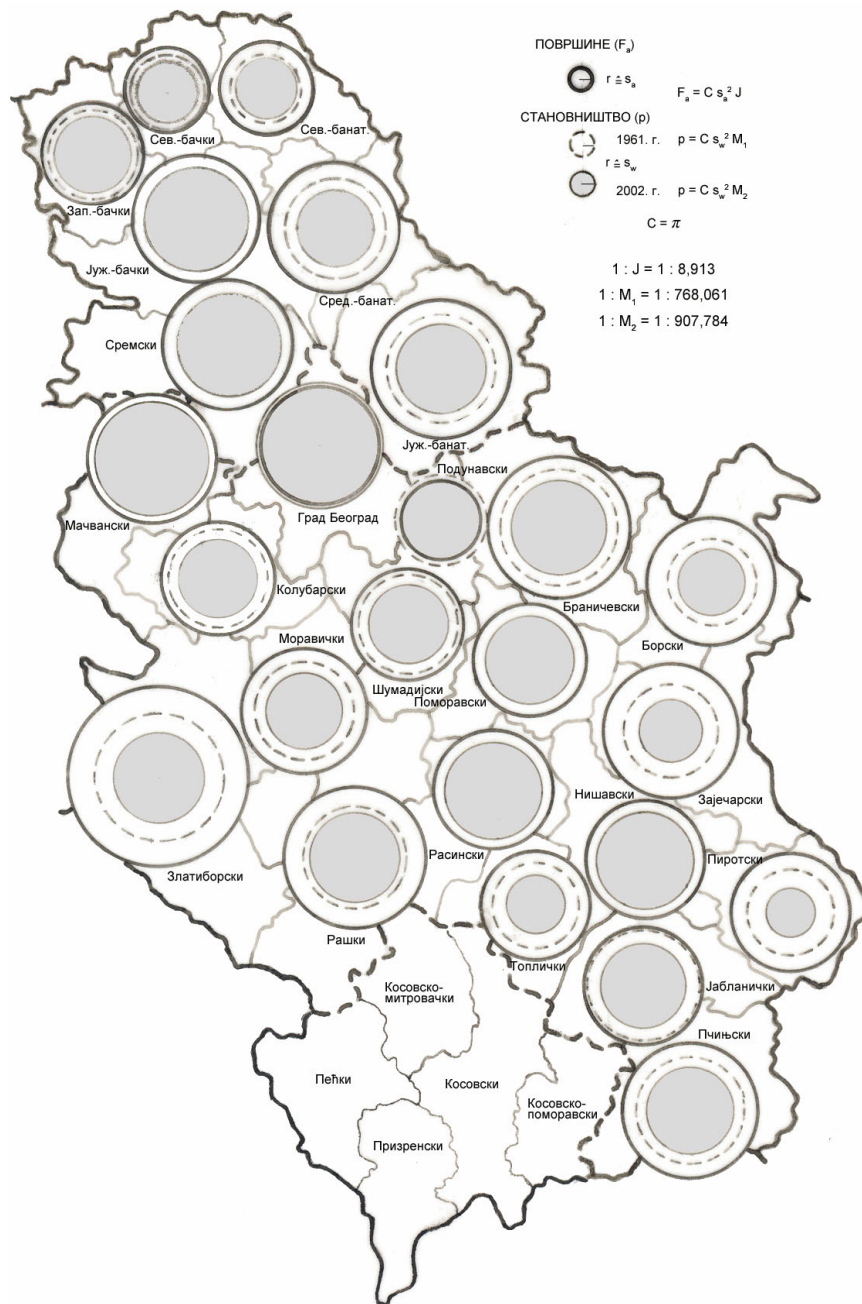 ПОВРШИНЕ (Fₐ)
r ≙ sₐ
Fₐ = C sₐ² J
СТАНОВНИШТВО (p)
1961. г. p = C s_w² M₁
r ≙ s_w
2002. г. p = C s_w² M₂
C = π
1 : J = 1 : 8,913
1 : M₁ = 1 : 768,061
1 : M₂ = 1 : 907,784
Сев.-бачки
Сев.-банат.
Зап.-бачки
Јуж.-бачки
Сред.-банат.
Сремски
Јуж.-банат.
Подунавски
Мачвански
Град Београд
Колубарски
Браничевски
Борски
Моравички
Шумадијски
Поморавски
Нишавски
Зајечарски
Златиборски
Расински
Пиротски
Рашки
Топлички
Косовско-
митровачки
Јабланички
Пчињски
Пећки
Косовски
Косовско-
поморавски
Призренски